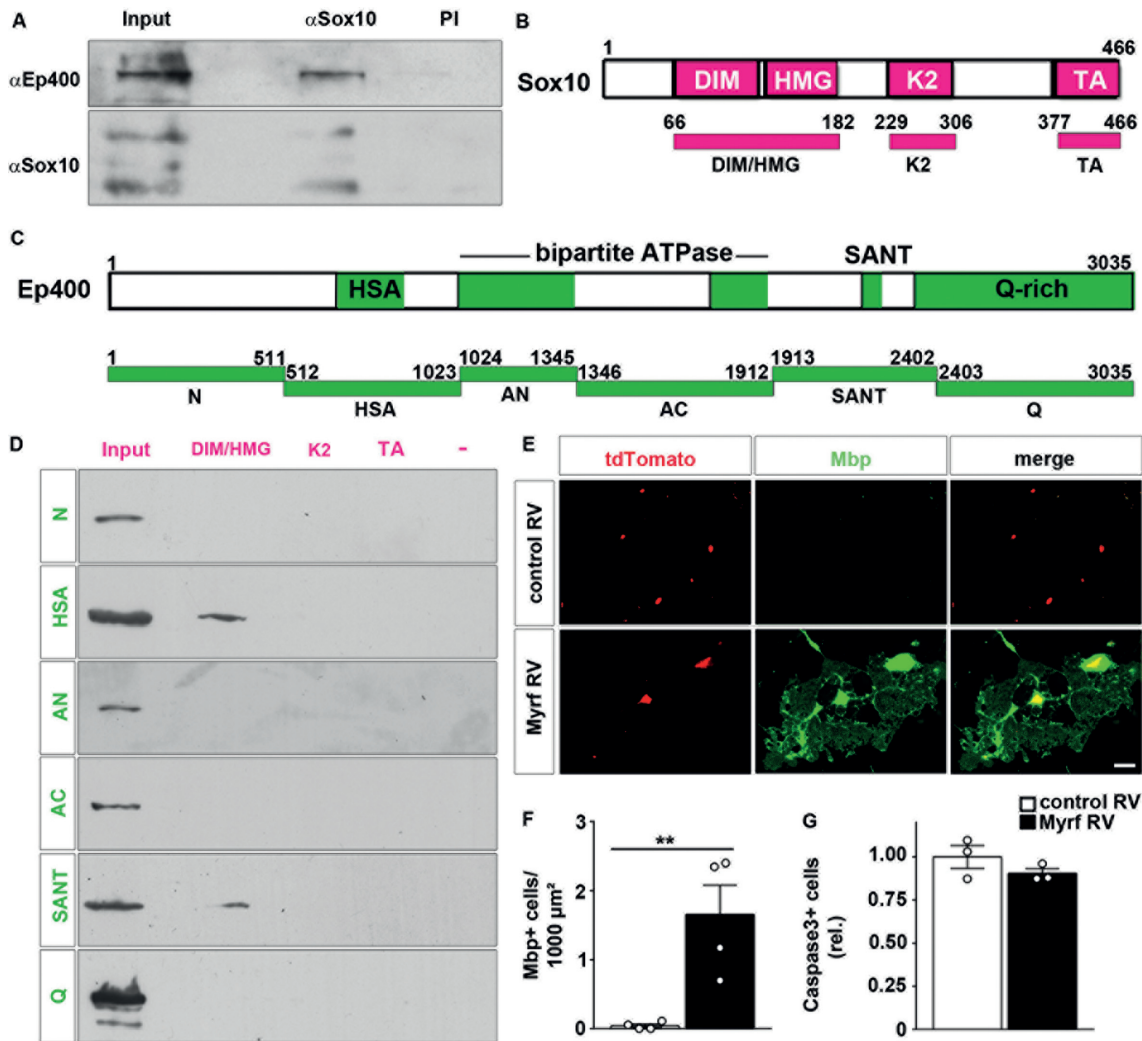 A
Input αSox10 PI
αEp400
αSox10
B
1 466
Sox10 DIM HMG K2 TA
66 182 229 306 377 466
DIM/HMG K2 TA
C
bipartite ATPase SANT
1 3035
Ep400 HSA Q-rich
1 511 1024 1345 1913 2402
512 1023 1346 1912 2403 3035
N AN SANT
HSA AC Q
D
Input DIM/HMG K2 TA -
N
HSA
AN
AC
SANT
Q
E
tdTomato Mbp merge
control RV
Myrf RV
F
Mbp+ cells/
1000 µm²
3
2
1
0
**
G
control RV
Myrf RV
Caspase3+ cells
(rel.)
1.00
0.75
0.50
0.25
0